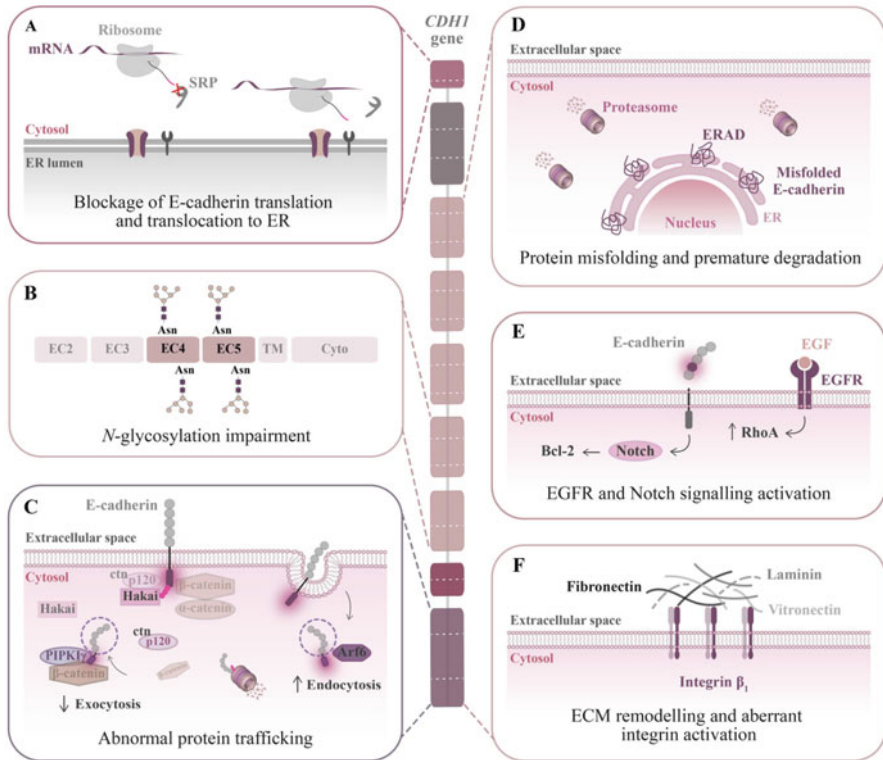 CDH1
gene
A
Ribosome
mRNA
SRP
Cytosol
ER lumen
Blockage of E-cadherin translation
and translocation to ER
B
Asn Asn
EC2 EC3 EC4 EC5 TM Cyto
Asn Asn
N-glycosylation impairment
C
E-cadherin
Extracellular space
Cytosol
ctn
p120
β-catenin
Hakai
α-catenin
Hakai
ctn
p120
PIPKIγ
β-catenin
Arf6
↑ Endocytosis
↓ Exocytosis
Abnormal protein trafficking
D
Extracellular space
Cytosol
Proteasome
ERAD
Misfolded
E-cadherin
ER
Nucleus
Protein misfolding and premature degradation
E
E-cadherin
EGF
EGFR
Extracellular space
Cytosol
↑ RhoA
Bcl-2 ← Notch
EGFR and Notch signalling activation
F
Fibronectin
Laminin
Vitronectin
Extracellular space
Cytosol
Integrin β₁
ECM remodelling and aberrant
integrin activation